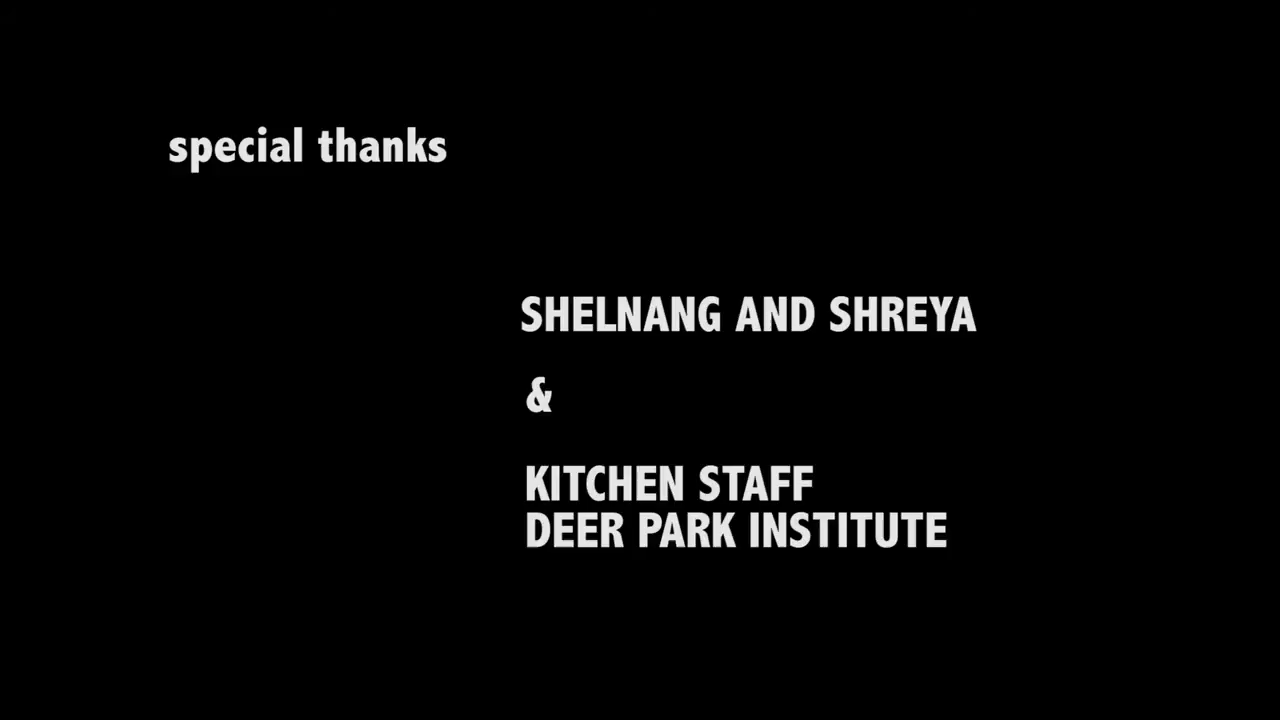 special thanks
SHELNANG AND SHREYA
&
KITCHEN STAFF
DEER PARK INSTITUTE